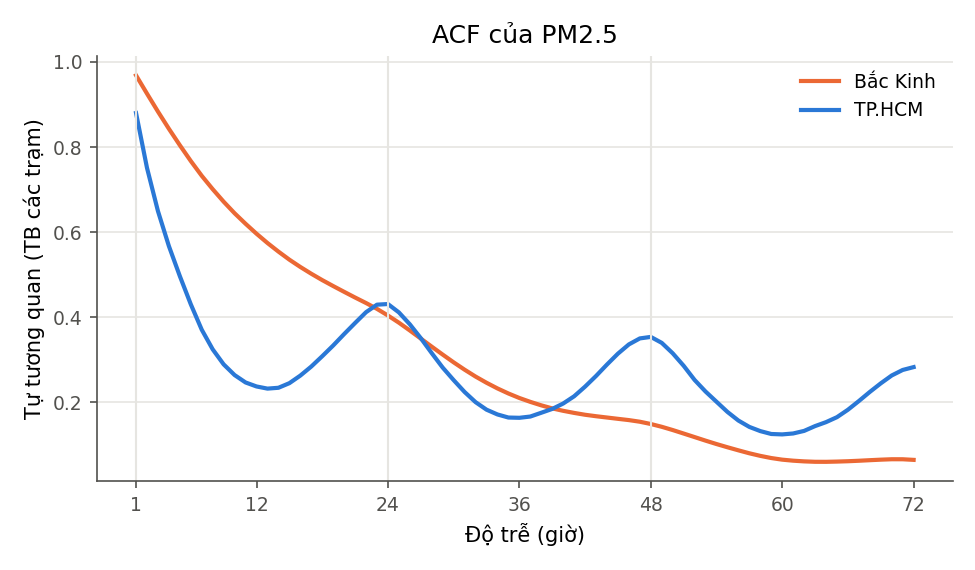 ACF của PM2.5
Bắc Kinh
TP.HCM
Tự tương quan (TB các trạm)
1.0
0.8
0.6
0.4
0.2
1 12 24 36 48 60 72
Độ trễ (giờ)